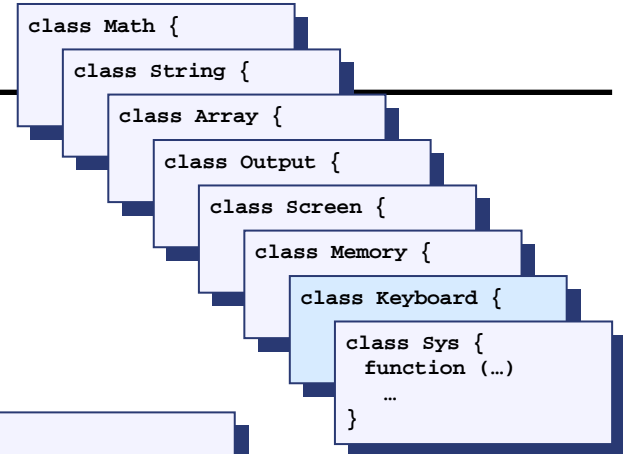 class Math {
class String {
class Array {
class Output {
class Screen {
class Memory {
class Keyboard {
class Sys {
function (…)
…
}